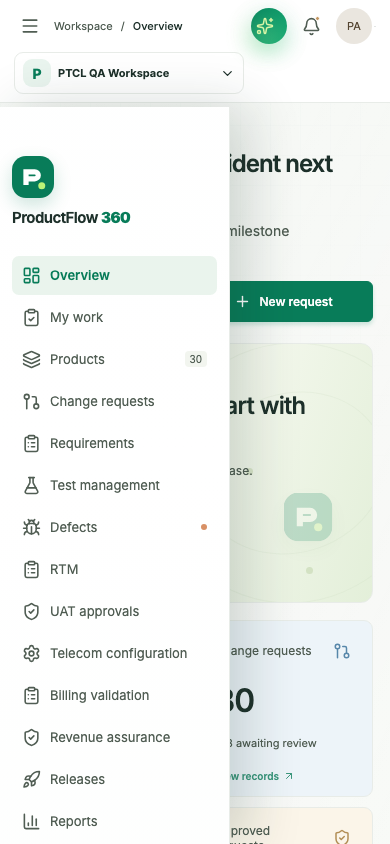 Workspace / Overview
PA
P PTCL QA Workspace
ident next
ProductFlow 360
milestone
Overview
New request
My work
Products 30
Change requests
art with
Requirements
ase.
Test management
Defects
RTM
UAT approvals
Telecom configuration
ange requests
Billing validation
Revenue assurance
awaiting review
Releases
w records
Reports
proved
quests